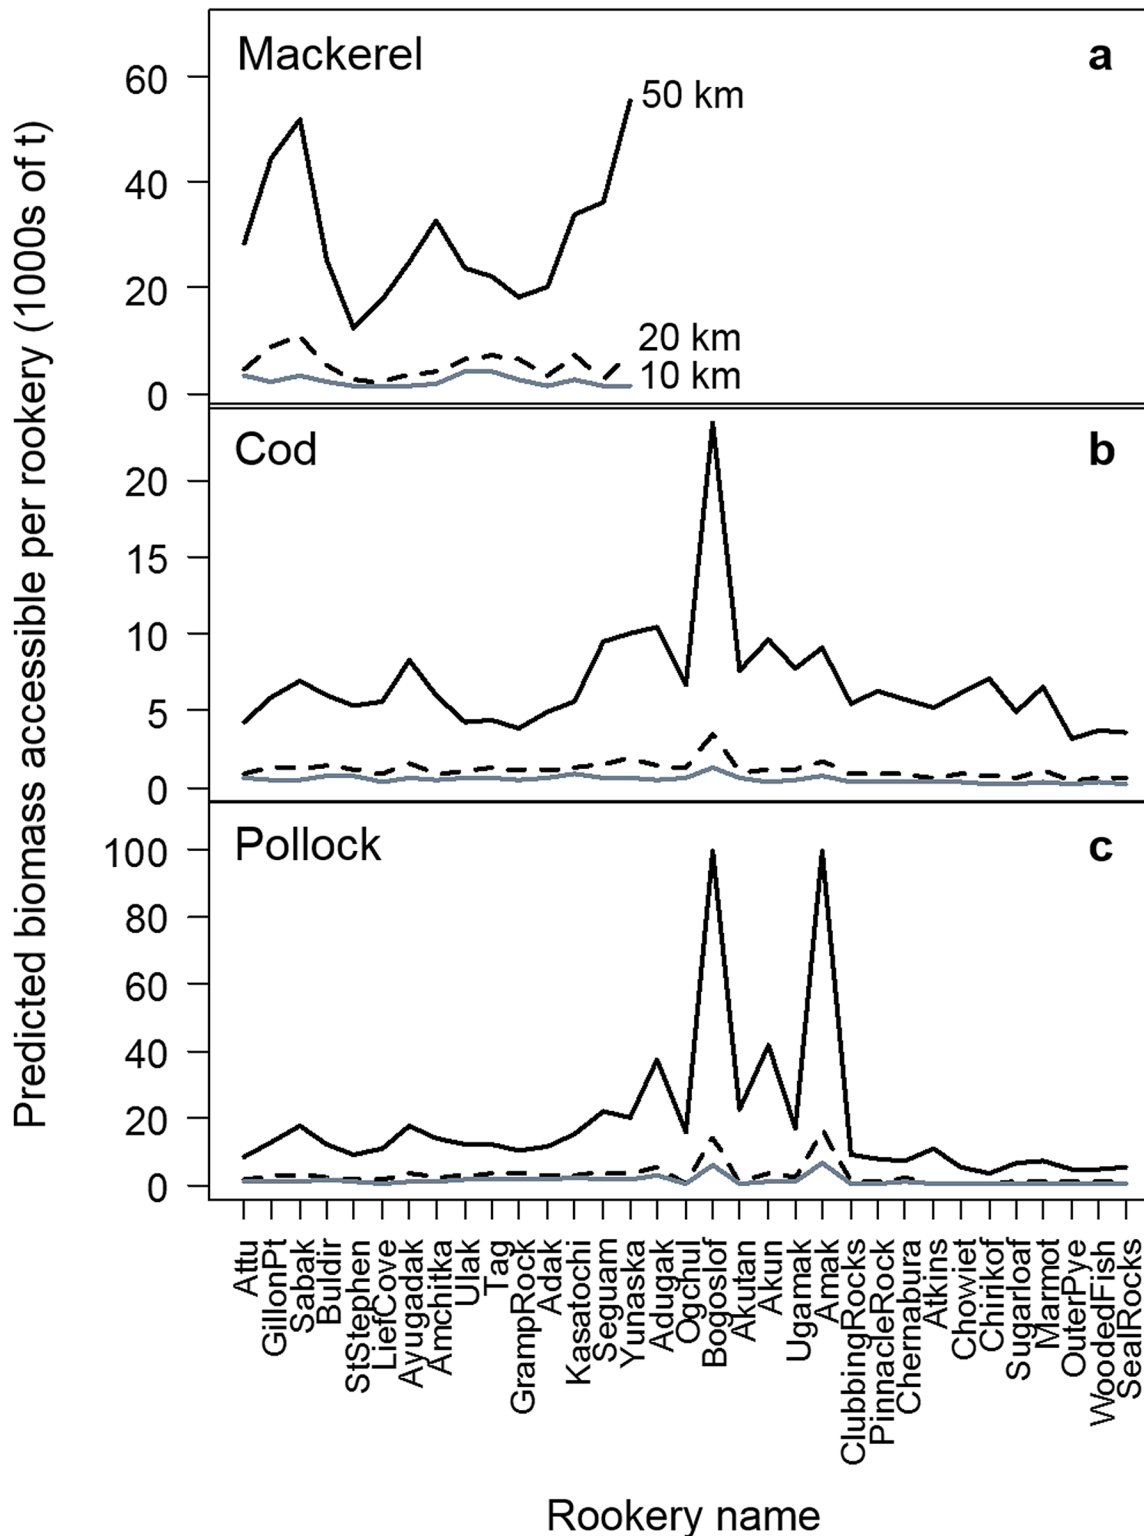 Predicted biomass accessible per rookery (1000s of t)
Mackerel
a
60
40
20
0
50 km
20 km
10 km
Cod
b
20
15
10
5
0
Pollock
c
100
80
60
40
20
0
Attu
GillonPt
Sabak
Buldir
StStephen
LiefCove
Ayugadak
Amchitka
Ulak
Tag
GrampRock
Adak
Kasatochi
Seguam
Yunaska
Adugak
Ogchul
Bogoslof
Akutan
Akun
Ugamak
Amak
ClubbingRocks
PinnacleRock
Chernabura
Atkins
Chowiet
Chirikof
Sugarloaf
Marmot
OuterPye
WoodedFish
SealRocks
Rookery name